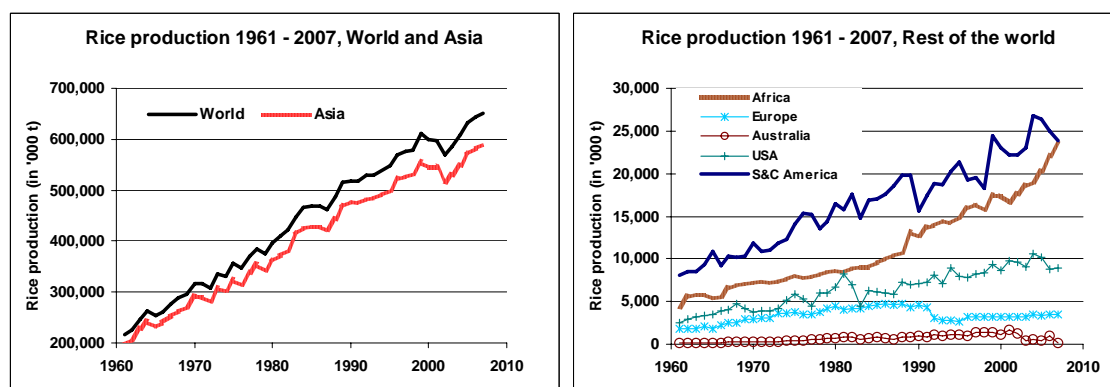 Rice production 1961 - 2007, World and Asia
Rice production (in '000 t)
700,000
600,000
500,000
400,000
300,000
200,000
World
Asia
1960
1970
1980
1990
2000
2010
Rice production 1961 - 2007, Rest of the world
Rice production (in '000 t)
30,000
25,000
20,000
15,000
10,000
5,000
0
Africa
Europe
Australia
USA
S&C America
1960
1970
1980
1990
2000
2010